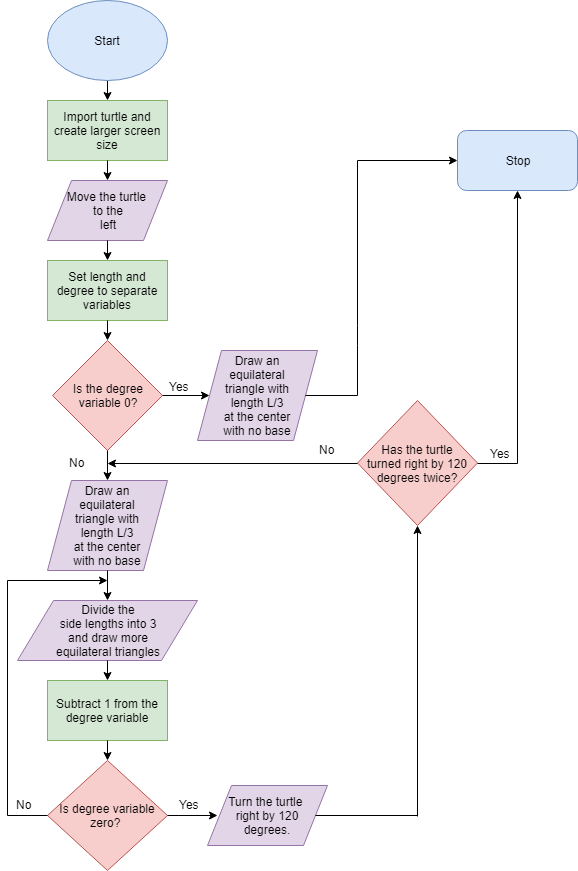 Start
Import turtle and
create larger screen
size
Stop
Move the turtle
to the
left
Set length and
degree to separate
variables
Is the degree
variable 0?
Yes
Draw an
equilateral
triangle with
length L/3
at the center
with no base
No
Has the turtle
turned right by 120
degrees twice?
Yes
No
Draw an
equilateral
triangle with
length L/3
at the center
with no base
Divide the
side lengths into 3
and draw more
equilateral triangles
Subtract 1 from the
degree variable
No
Is degree variable
zero?
Yes
Turn the turtle
right by 120
degrees.